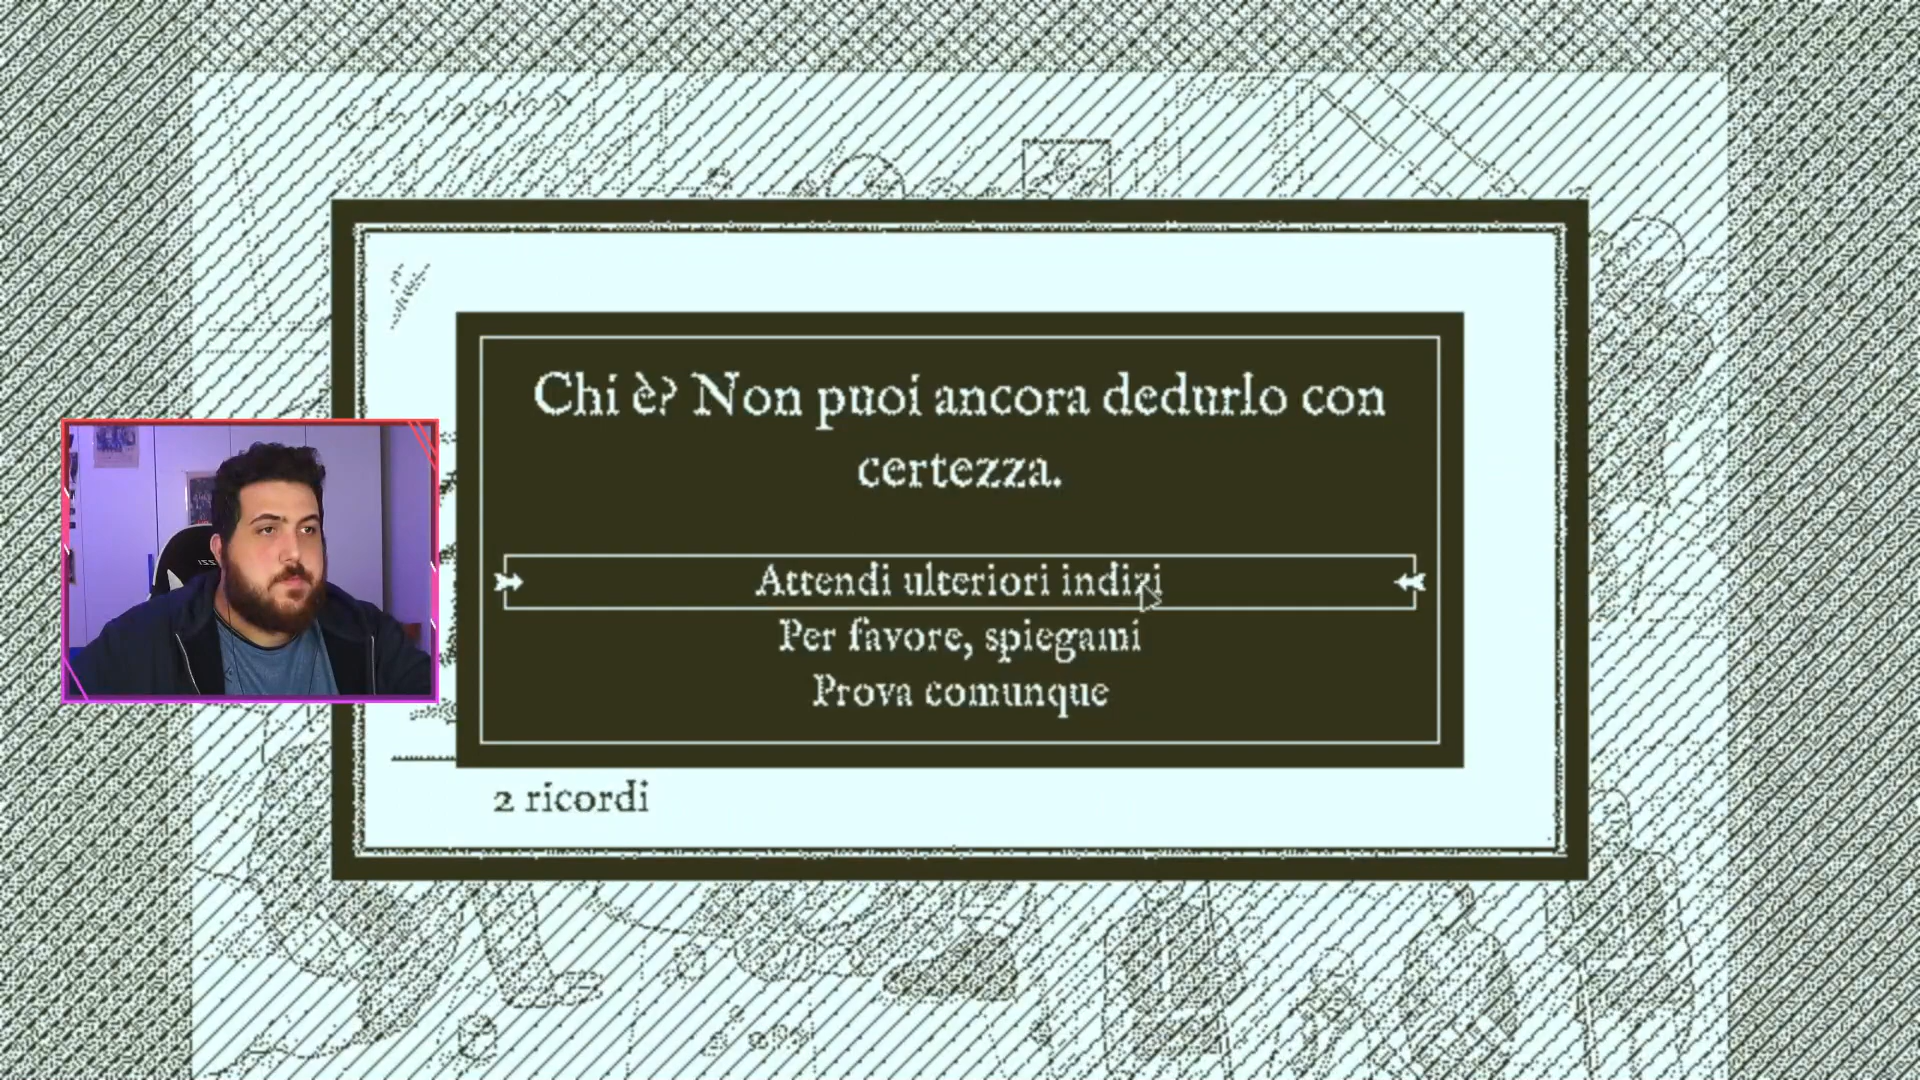 Chi è? Non puoi ancora dedurlo con
certezza.
Attendi ulteriori indizi
Per favore, spiegami
Prova comunque
2 ricordi